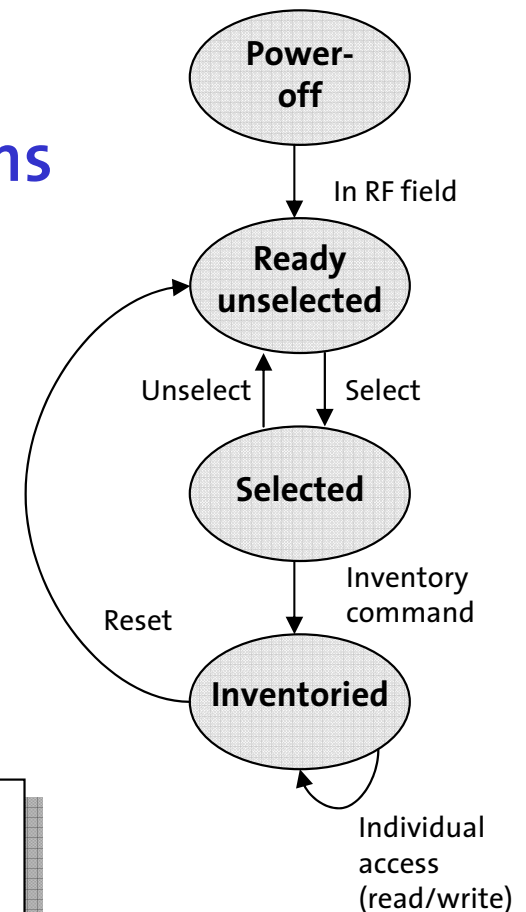 Power-
off
ns
In RF field
Ready
unselected
Unselect
Select
Selected
Inventory
command
Reset
Inventoried
Individual
access
(read/write)